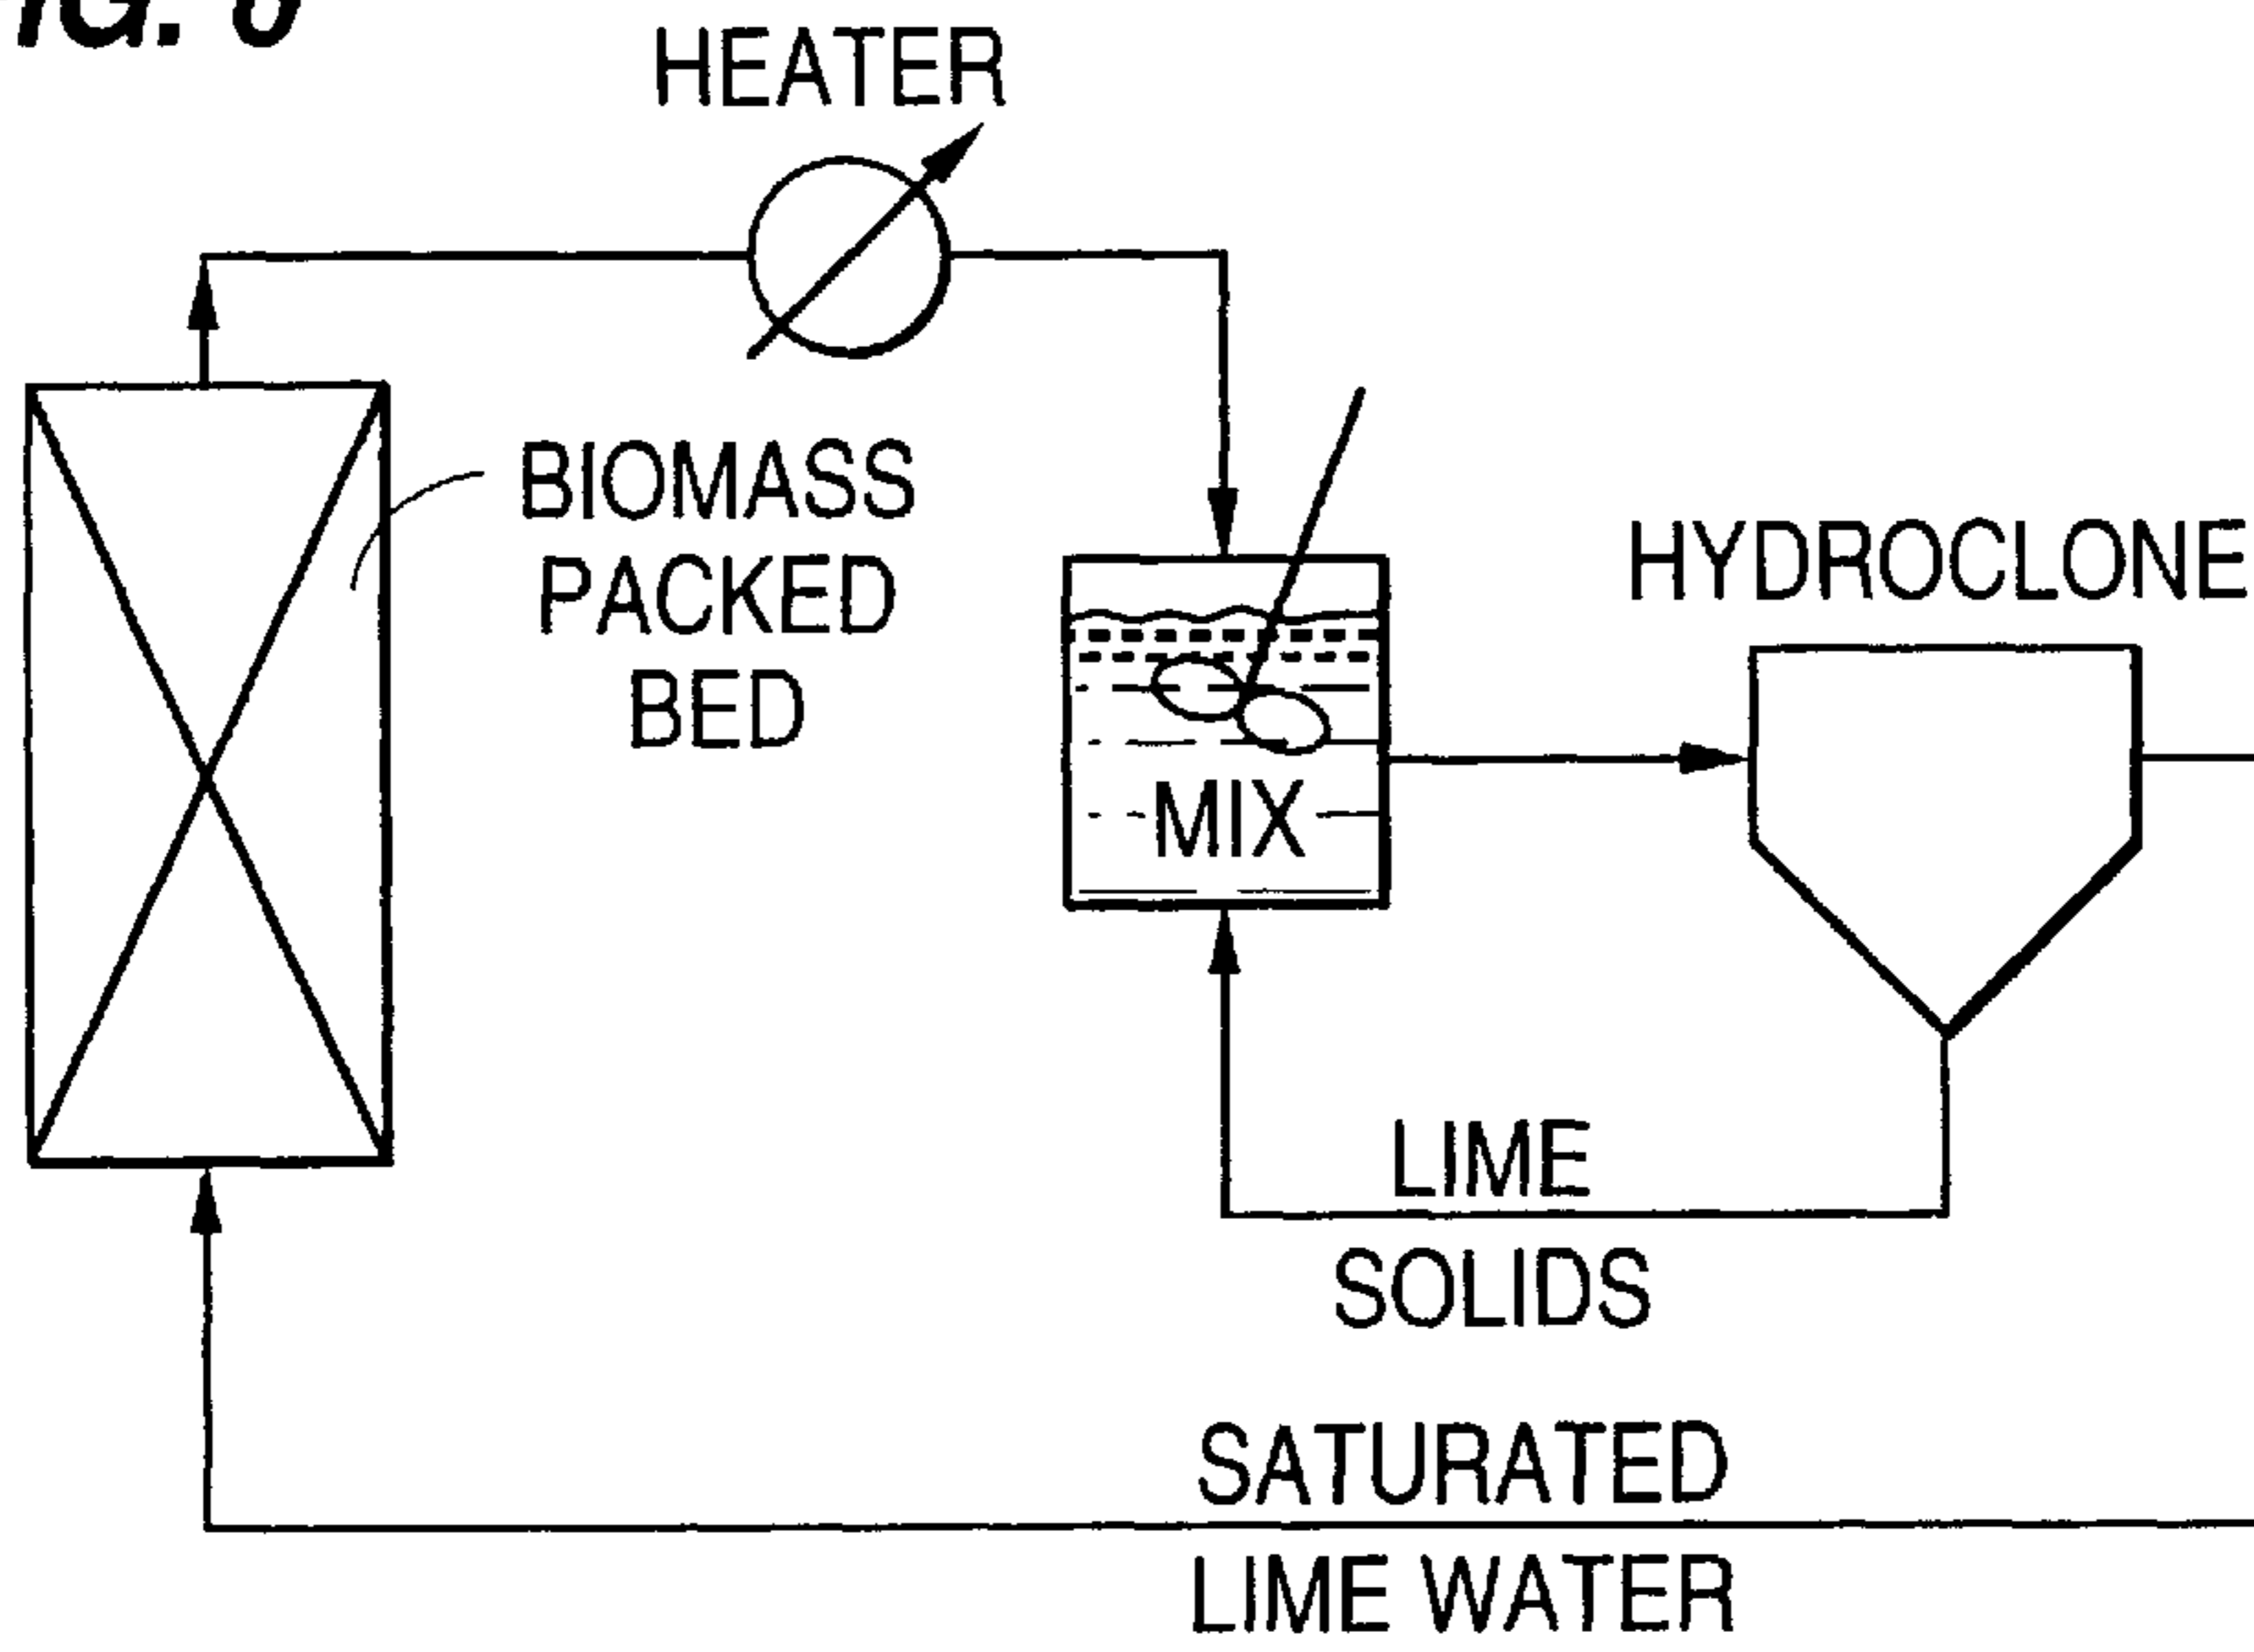 HEATER
BIOMASS
PACKED
BED
HYDROCLONE
MIX
LIME
SOLIDS
SATURATED
LIME WATER